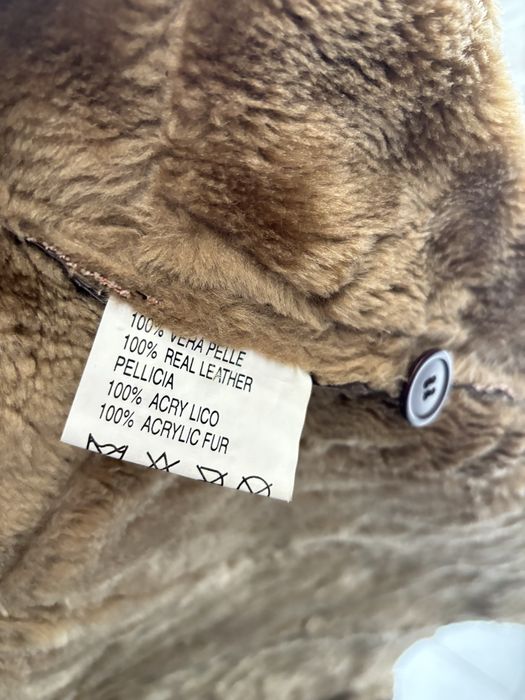 100% VERA PELLE
100% REAL LEATHER
PELLICIA
100% ACRY LICO
100% ACRYLIC FUR